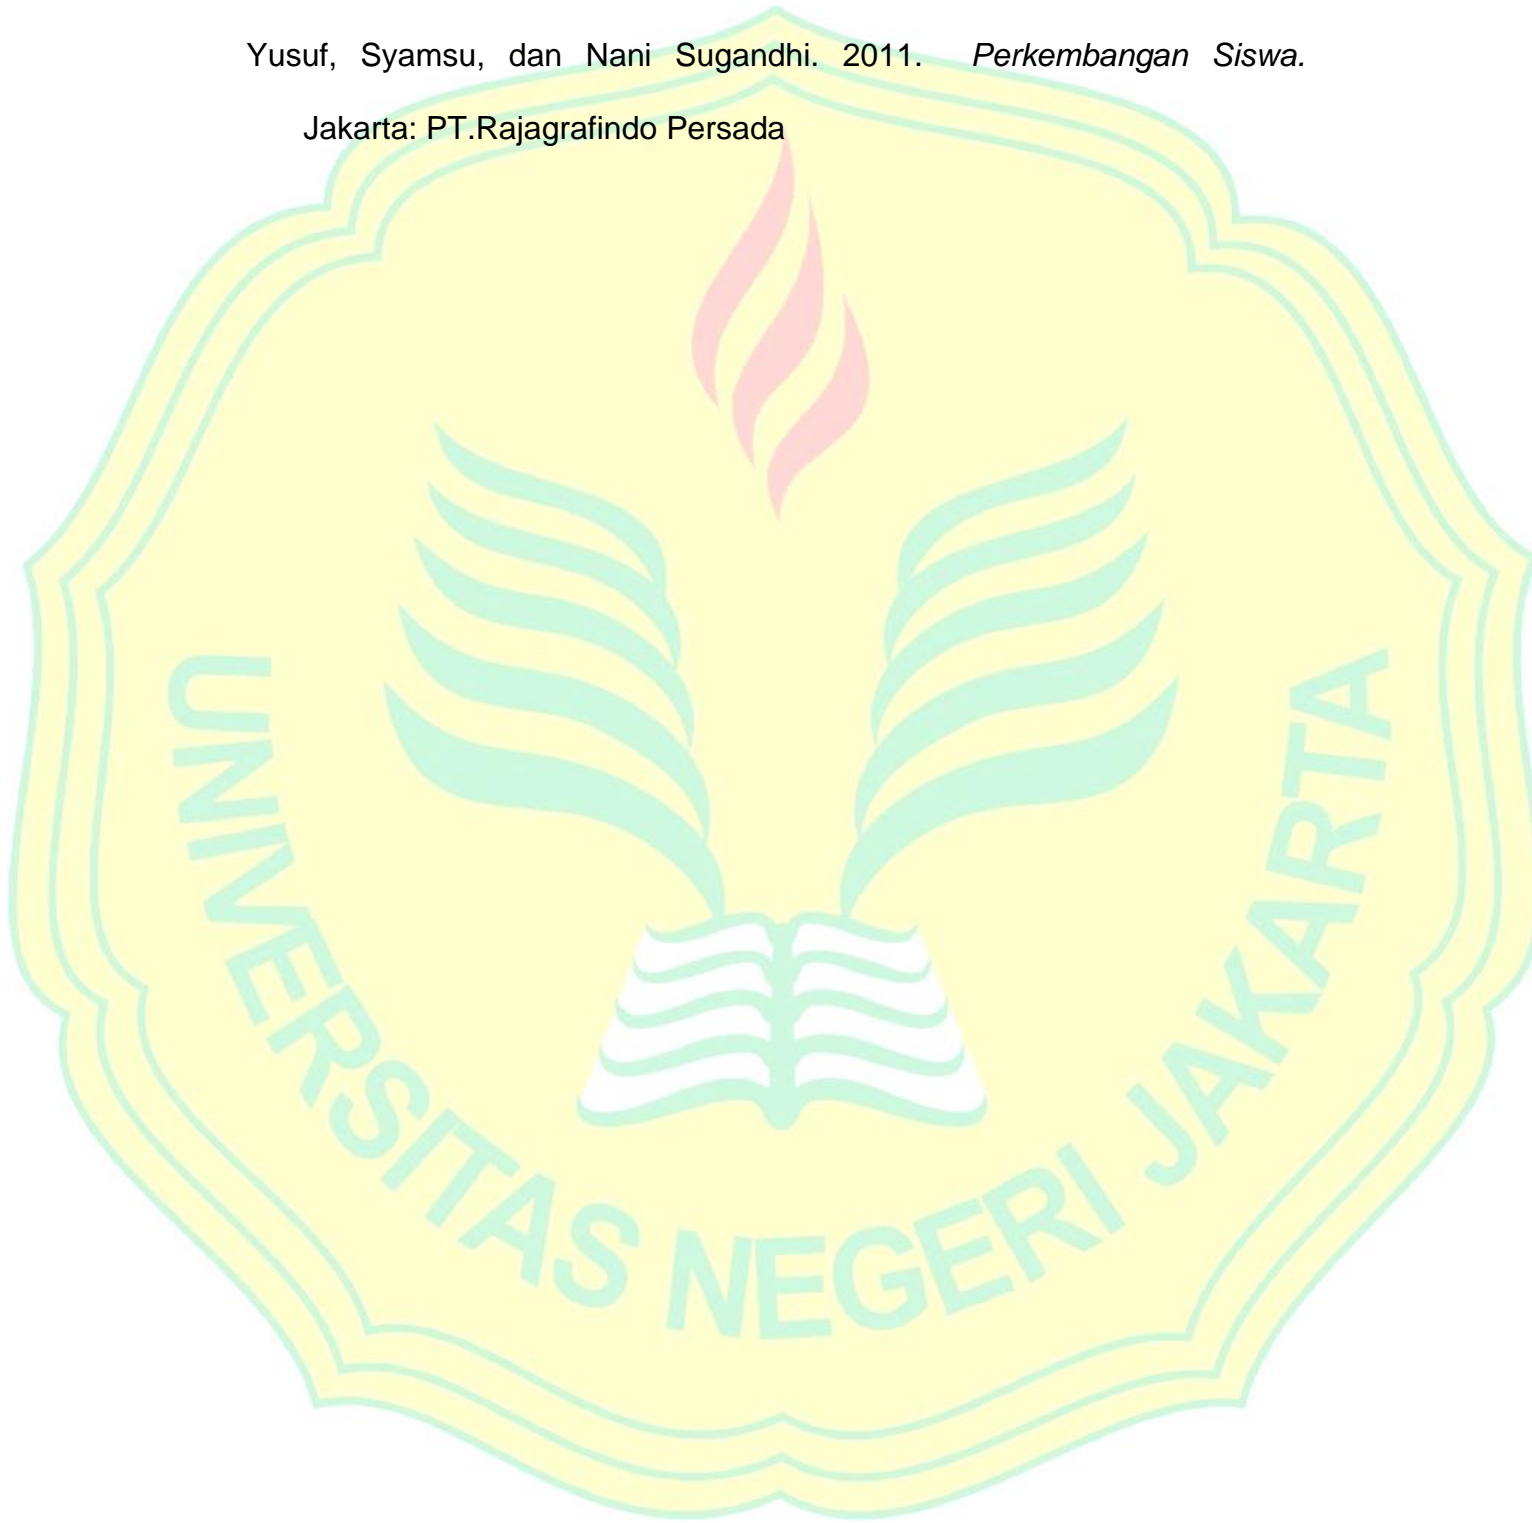 Yusuf, Syamsu, dan Nani Sugandhi. 2011. Perkembangan Siswa.
Jakarta: PT.Rajagrafindo Persada
UNIVERSITAS NEGERI JAKARTA